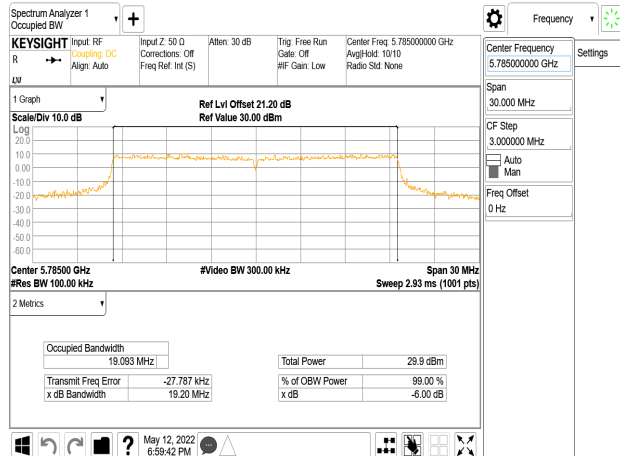 Spectrum Analyzer 1
Occupied BW
Frequency
KEYSIGHT
Input: RF
Coupling: DC
Align: Auto
Input Z: 50 Ω
Corrections: Off
Freq Ref: Int (S)
Atten: 30 dB
Trig: Free Run
Gate: Off
#IF Gain: Low
Center Freq: 5.785000000 GHz
Avg|Hold: 10/10
Radio Std: None
R
Center Frequency
5.785000000 GHz
Settings
Span
30.000 MHz
CF Step
3.000000 MHz
Auto
Man
Freq Offset
0 Hz
1 Graph
Scale/Div 10.0 dB
Ref Lvl Offset 21.20 dB
Ref Value 30.00 dBm
Log
20.0
10.0
0.00
-10.0
-20.0
-30.0
-40.0
-50.0
-60.0
Center 5.78500 GHz
#Video BW 300.00 kHz
Span 30 MHz
#Res BW 100.00 kHz
Sweep 2.93 ms (1001 pts)
2 Metrics
Occupied Bandwidth
19.093 MHz
Total Power 29.9 dBm
Transmit Freq Error -27.787 kHz
% of OBW Power 99.00 %
x dB Bandwidth 19.20 MHz
x dB -6.00 dB
?
May 12, 2022
6:59:42 PM